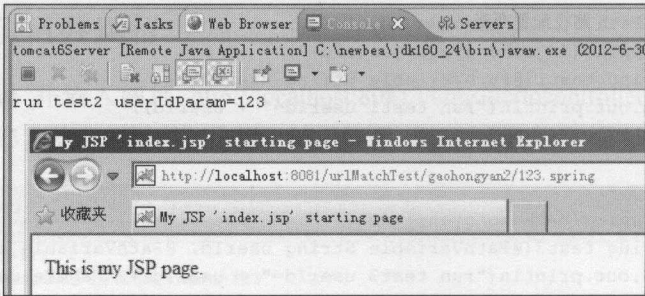 Problems Tasks Web Browser Console Servers
tomcat6Server [Remote Java Application] C:\newbea\jdk160_24\bin\javaw.exe (2012-6-30
run test2 userIdParam=123
My JSP 'index.jsp' starting page - Windows Internet Explorer
http://localhost:8081/urlMatchTest/gaohongyan2/123.spring
收藏夹 My JSP 'index.jsp' starting page
This is my JSP page.